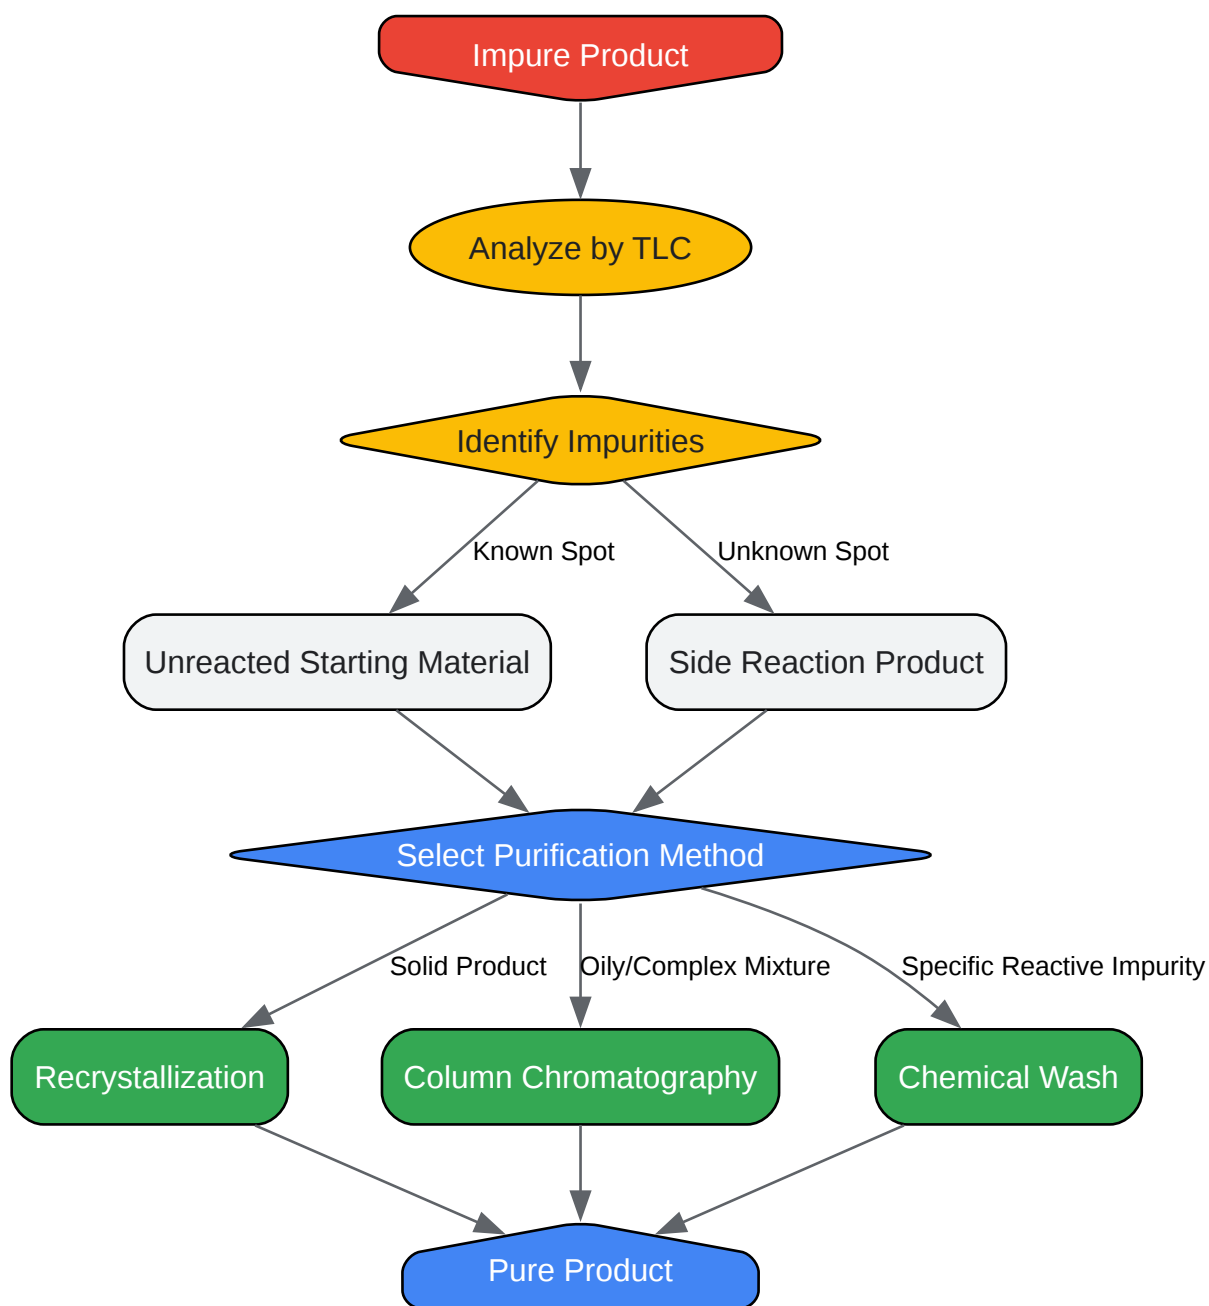 Impure Product
Analyze by TLC
Identify Impurities
Known Spot
Unknown Spot
Unreacted Starting Material
Side Reaction Product
Select Purification Method
Solid Product
Oily/Complex Mixture
Specific Reactive Impurity
Recrystallization
Column Chromatography
Chemical Wash
Pure Product